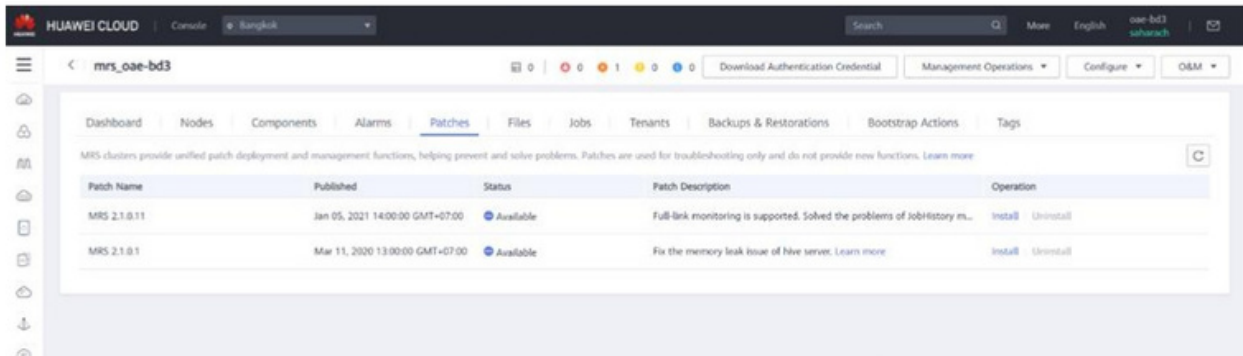 HUAWEI CLOUD Console Bangkok Search More English oae-bd3
saharach
mrs_oae-bd3 0 0 1 0 0 Download Authentication Credential Management Operations Configure O&M
Dashboard Nodes Components Alarms Patches Files Jobs Tenants Backups & Restorations Bootstrap Actions Tags
MRS clusters provide unified patch deployment and management functions, helping prevent and solve problems. Patches are used for troubleshooting only and do not provide new functions. Learn more
Patch Name Published Status Patch Description Operation
MRS 2.1.0.11 Jan 05, 2021 14:00:00 GMT+07:00 Available Full-link monitoring is supported. Solved the problems of JobHistory m... Install Uninstall
MRS 2.1.0.1 Mar 11, 2020 13:00:00 GMT+07:00 Available Fix the memory leak issue of hive server. Learn more Install Uninstall